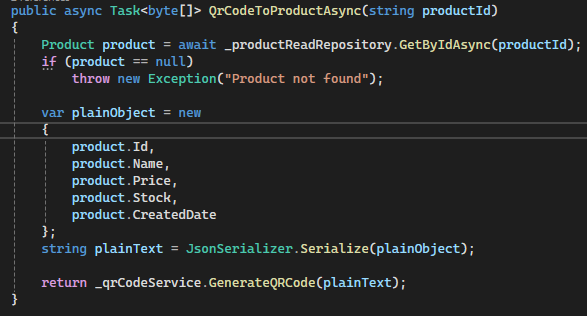 public async Task<byte[]> QrCodeToProductAsync(string productId)
{
    Product product = await _productReadRepository.GetByIdAsync(productId);
    if (product == null)
        throw new Exception("Product not found");

    var plainObject = new
    {
        product.Id,
        product.Name,
        product.Price,
        product.Stock,
        product.CreatedDate
    };
    string plainText = JsonSerializer.Serialize(plainObject);

    return _qrCodeService.GenerateQRCode(plainText);
}